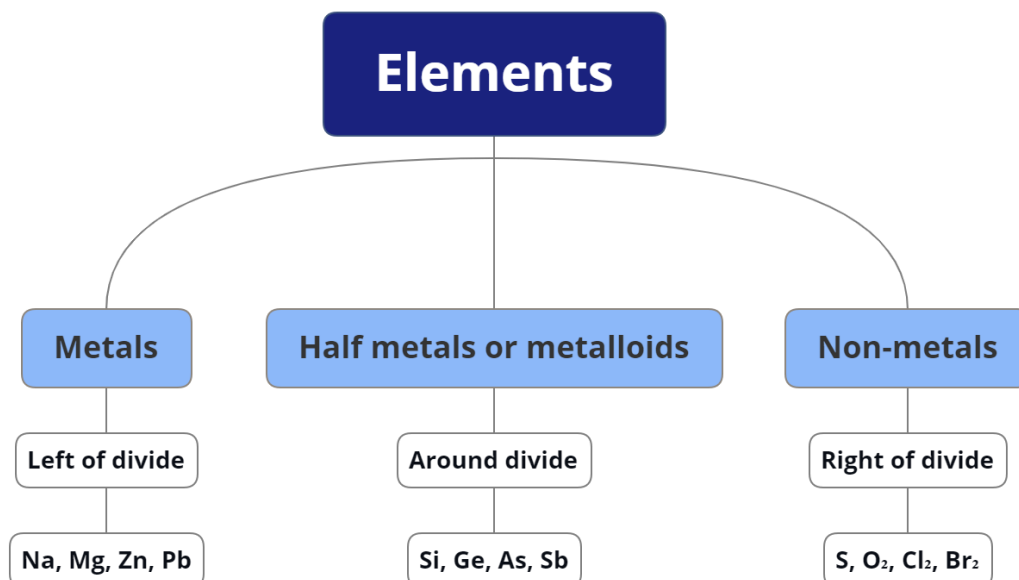 Elements
Metals
Half metals or metalloids
Non-metals
Left of divide
Around divide
Right of divide
Na, Mg, Zn, Pb
Si, Ge, As, Sb
S, O₂, Cl₂, Br₂